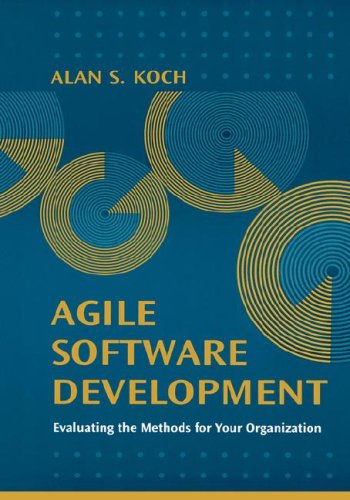 ALAN S. KOCH
AGILE
SOFTWARE
DEVELOPMENT
Evaluating the Methods for Your Organization